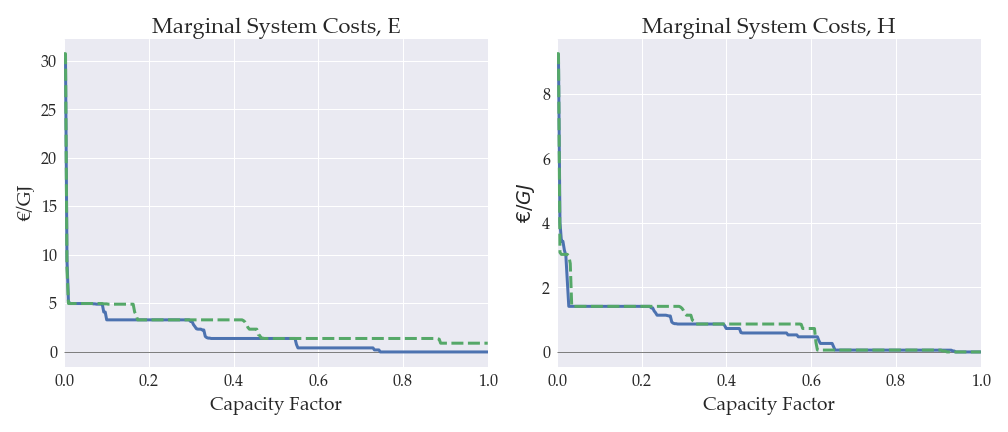 Marginal System Costs, E
€/GJ
30
25
20
15
10
5
0
0.0 0.2 0.4 0.6 0.8 1.0
Capacity Factor
Marginal System Costs, H
€/GJ
8
6
4
2
0
0.0 0.2 0.4 0.6 0.8 1.0
Capacity Factor